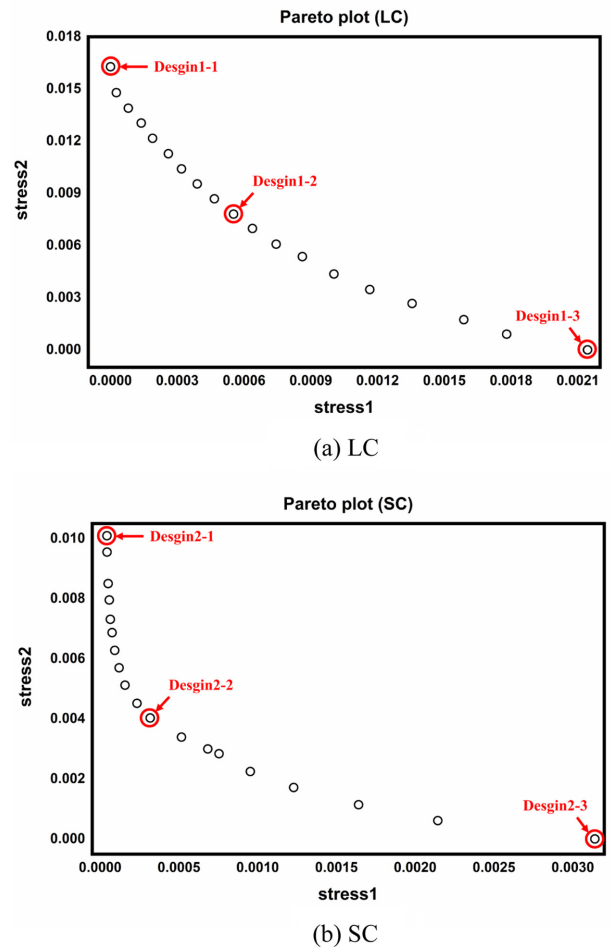 Pareto plot (LC)
0.018
0.015
0.012
0.009
0.006
0.003
0.000
stress2
Desgin1-1
Desgin1-2
Desgin1-3
0.0000 0.0003 0.0006 0.0009 0.0012 0.0015 0.0018 0.0021
stress1
(a) LC
Pareto plot (SC)
0.010
0.008
0.006
0.004
0.002
0.000
stress2
Desgin2-1
Desgin2-2
Desgin2-3
0.0000 0.0005 0.0010 0.0015 0.0020 0.0025 0.0030
stress1
(b) SC